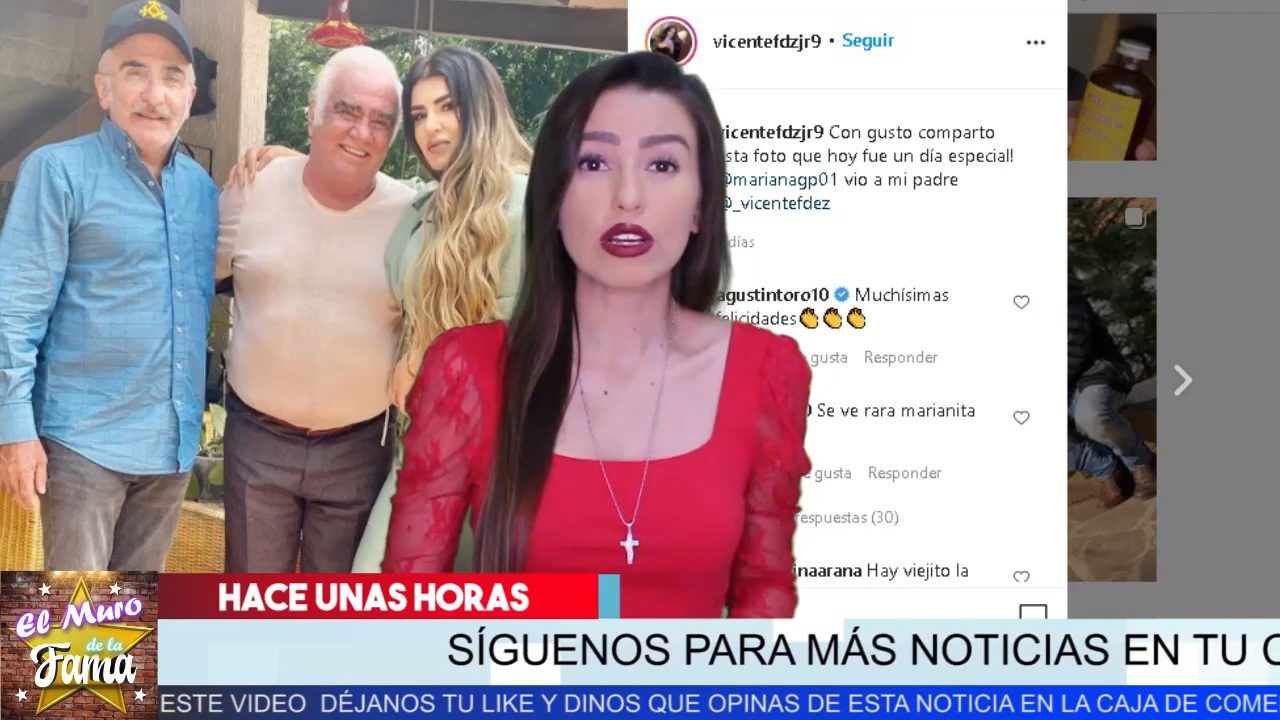 vicentefdzjr9 • Seguir
vicentefdzjr9 Con gusto comparto
sta foto que hoy fue un día especial!
@marianagp01 vio a mi padre
@_vicentefdez
días
agustintoro10 Muchísimas
felicidades👏👏👏
gusta Responder
Se ve rara marianita
gusta Responder
respuestas (30)
inaarana Hay viejito la
HACE UNAS HORAS
El Muro
de la
Fama
SÍGUENOS PARA MÁS NOTICIAS EN TU C
ESTE VIDEO DÉJANOS TU LIKE Y DINOS QUE OPINAS DE ESTA NOTICIA EN LA CAJA DE COME